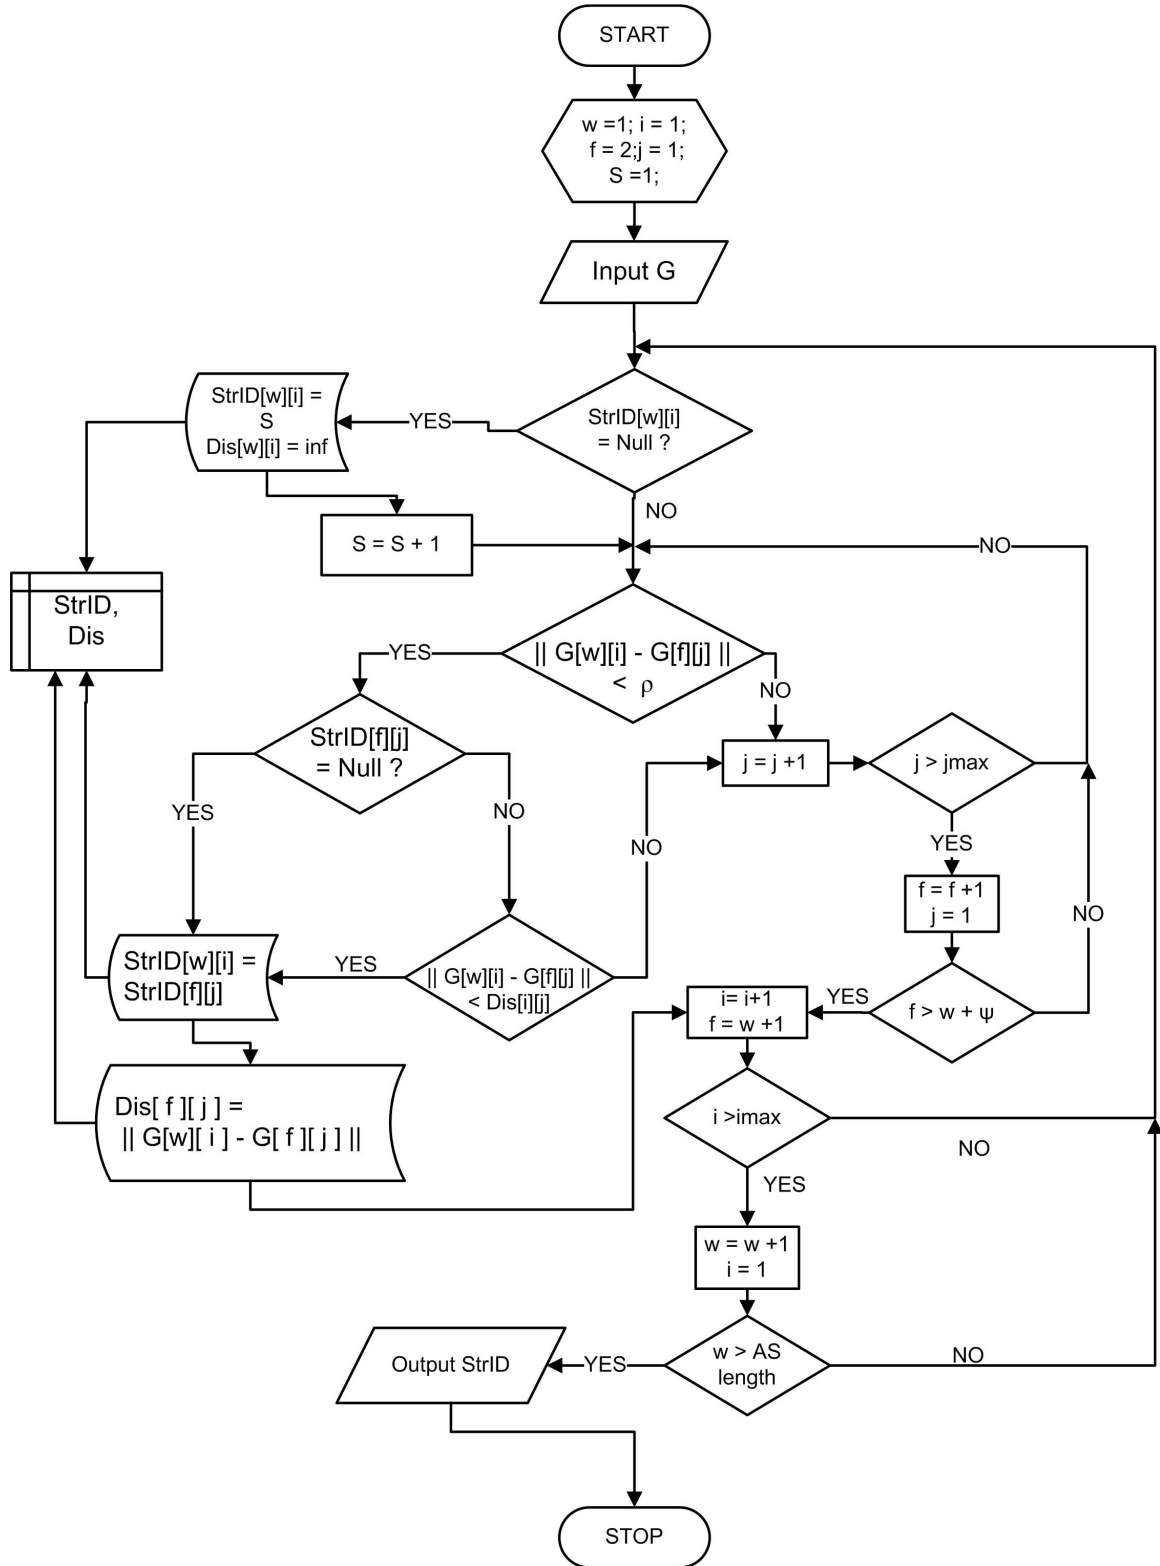 START
w =1; i = 1;
f = 2;j = 1;
S =1;
Input G
StrID[w][i] =
S
Dis[w][i] = inf
YES
StrID[w][i]
= Null ?
NO
S = S + 1
NO
StrID,
Dis
YES
|| G[w][i] - G[f][j] ||
< ρ
NO
StrID[f][j]
= Null ?
j = j +1
j > jmax
YES
NO
NO
YES
f = f +1
j = 1
NO
StrID[w][i] =
StrID[f][j]
YES
|| G[w][i] - G[f][j] ||
< Dis[i][j]
i= i+1
f = w +1
YES
f > w + ψ
Dis[ f ][ j ] =
|| G[w][ i ] - G[ f ][ j ] ||
i >imax
NO
YES
w = w +1
i = 1
Output StrID
YES
w > AS
length
NO
STOP